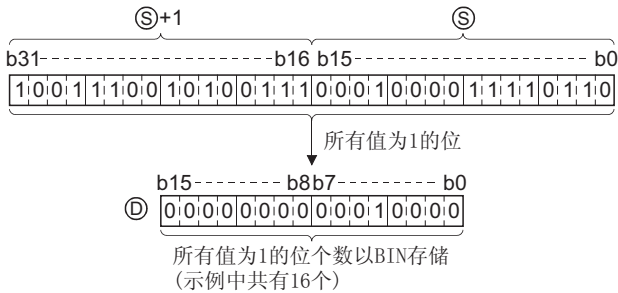 Ⓢ+1 Ⓢ
b31 b16 b15 b0
1 0 0 1 1 1 0 0 1 0 1 0 0 1 1 1 0 0 0 1 0 0 0 0 1 1 1 1 0 1 1 0
所有值为1的位
b15 b8 b7 b0
Ⓓ 0 0 0 0 0 0 0 0 0 0 0 1 0 0 0 0
所有值为1的位个数以BIN存储
(示例中共有16个)